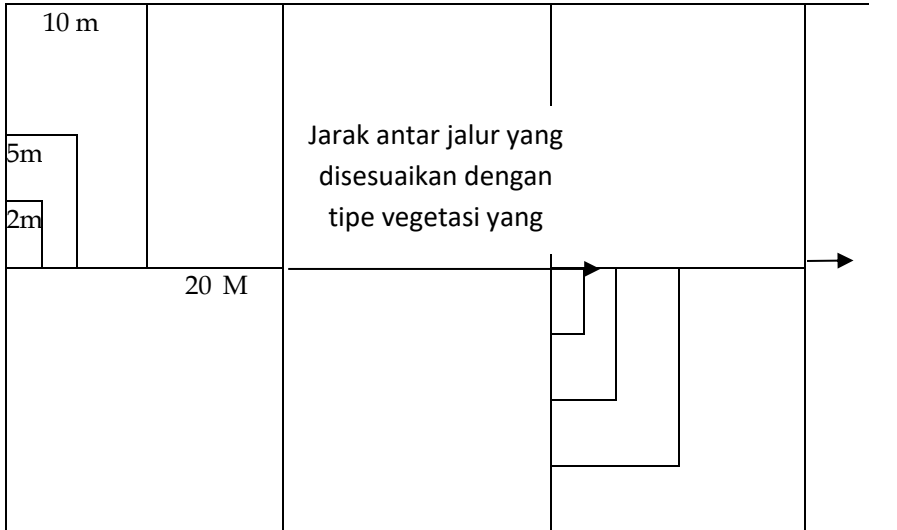 10 m
Jarak antar jalur yang
disesuaikan dengan
tipe vegetasi yang
5m
2m
20 M